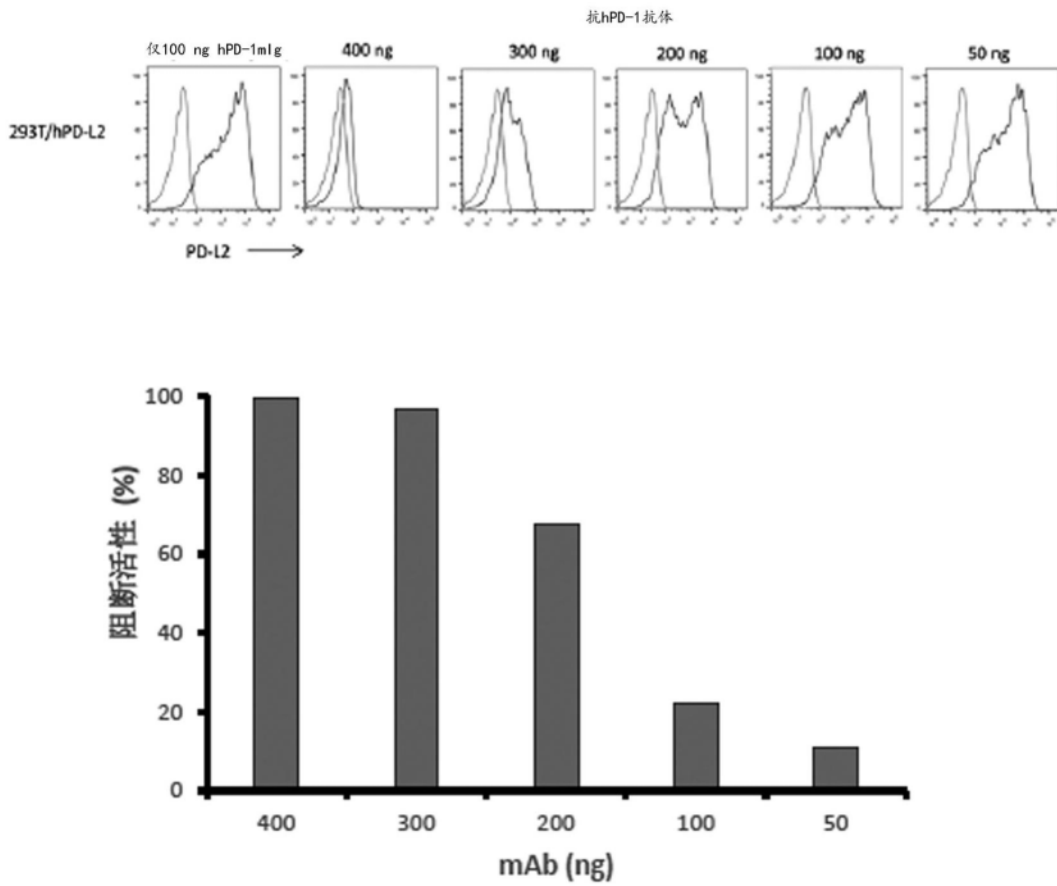 抗hPD-1抗体
仅100 ng hPD-1mIg
400 ng
300 ng
200 ng
100 ng
50 ng
293T/hPD-L2
PD-L2
阻断活性 (%)
100
80
60
40
20
0
400
300
200
100
50
mAb (ng)